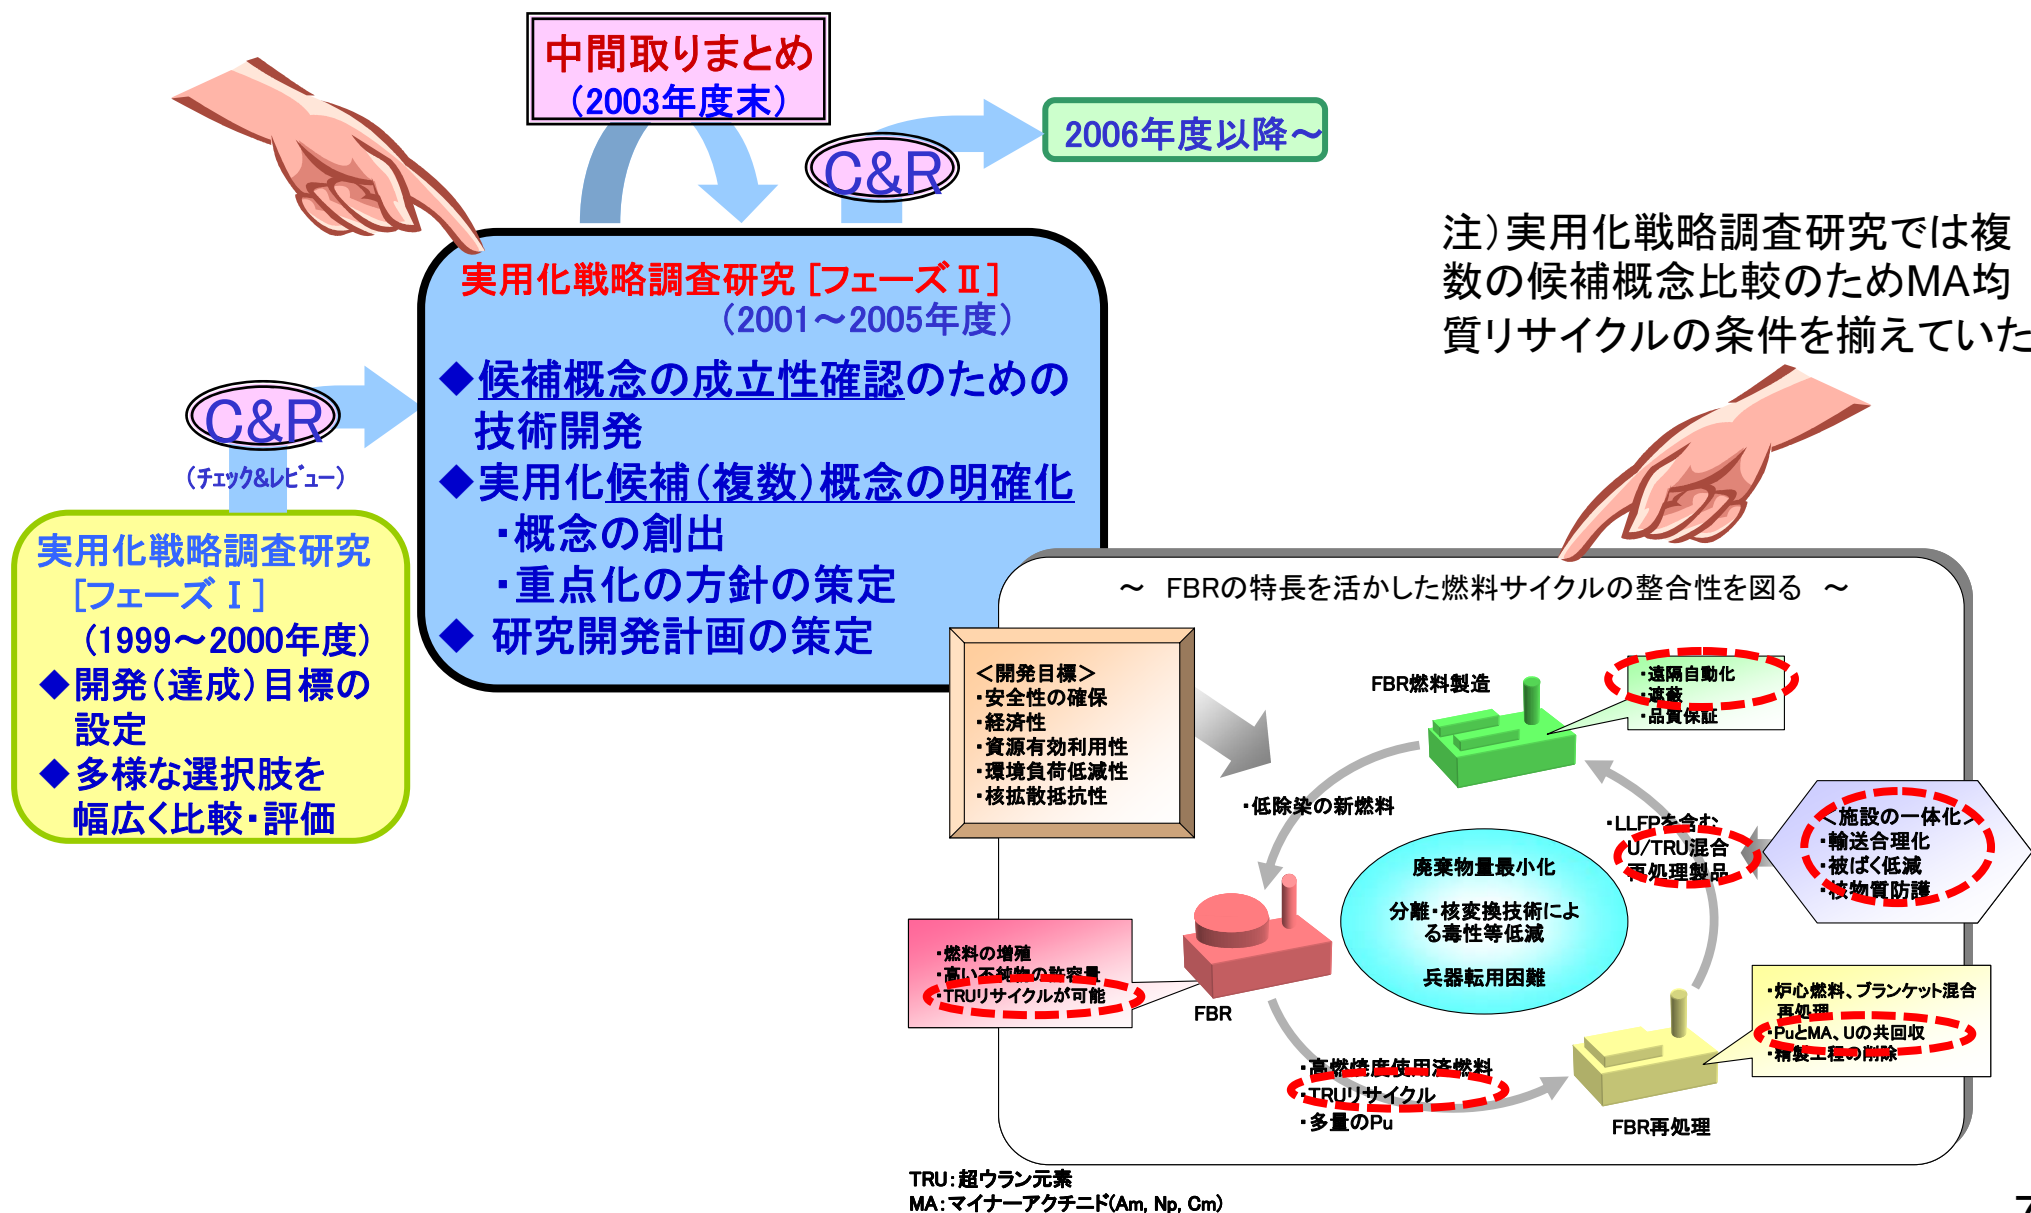 中間取りまとめ
（2003年度末）
C&R
2006年度以降～
注）実用化戦略調査研究では複
数の候補概念比較のためMA均
質リサイクルの条件を揃えていた
実用化戦略調査研究［フェーズⅡ］
（2001～2005年度）
◆候補概念の成立性確認のための
技術開発
◆実用化候補（複数）概念の明確化
・概念の創出
・重点化の方針の策定
◆ 研究開発計画の策定
C&R
（チェック&レビュー）
実用化戦略調査研究
［フェーズⅠ］
（1999～2000年度）
◆開発（達成）目標の
設定
◆多様な選択肢を
幅広く比較・評価
～ FBRの特長を活かした燃料サイクルの整合性を図る ～
＜開発目標＞
・安全性の確保
・経済性
・資源有効利用性
・環境負荷低減性
・核拡散抵抗性
FBR燃料製造
・遠隔自動化
・遮蔽
・品質保証
・低除染の新燃料
・LLFPを含む
U/TRU混合
再処理製品
＜施設の一体化＞
・輸送合理化
・被ばく低減
・核物質防護
廃棄物量最小化
分離・核変換技術によ
る毒性等低減
兵器転用困難
・燃料の増殖
・高い不純物の許容量
・TRUリサイクルが可能
FBR
・高燃焼度使用済燃料
・TRUリサイクル
・多量のPu
・炉心燃料、ブランケット混合
再処理
・PuとMA、Uの共回収
・精製工程の削除
FBR再処理
TRU：超ウラン元素
MA：マイナーアクチニド(Am, Np, Cm)
7